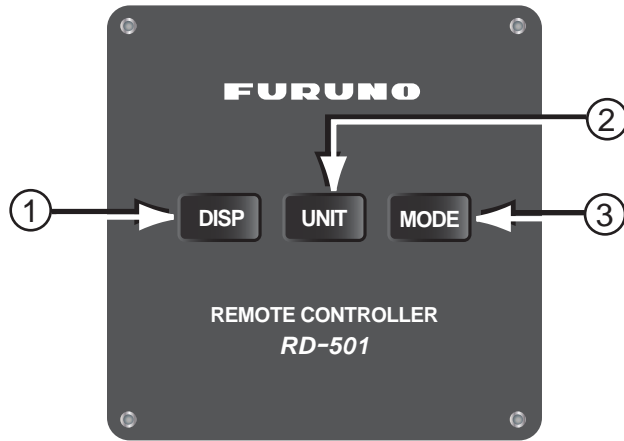 FURUNO
2
1
DISP UNIT MODE
3
REMOTE CONTROLLER
RD-501